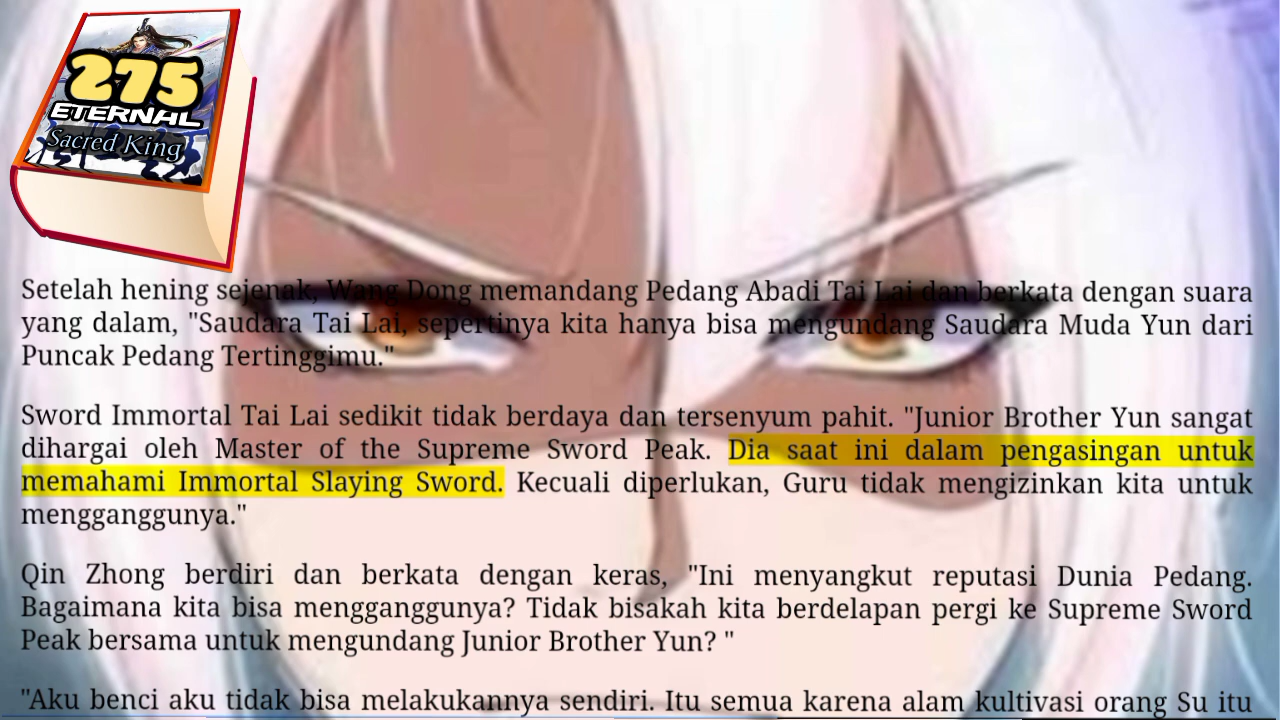 275
ETERNAL
Sacred King
Setelah hening sejenak, Wang Dong memandang Pedang Abadi Tai Lai dan berkata dengan suara
yang dalam, "Saudara Tai Lai, sepertinya kita hanya bisa mengundang Saudara Muda Yun dari
Puncak Pedang Tertinggimu."
Sword Immortal Tai Lai sedikit tidak berdaya dan tersenyum pahit. "Junior Brother Yun sangat
dihargai oleh Master of the Supreme Sword Peak. Dia saat ini dalam pengasingan untuk
memahami Immortal Slaying Sword. Kecuali diperlukan, Guru tidak mengizinkan kita untuk
mengganggunya."
Qin Zhong berdiri dan berkata dengan keras, "Ini menyangkut reputasi Dunia Pedang.
Bagaimana kita bisa mengganggunya? Tidak bisakah kita berdelapan pergi ke Supreme Sword
Peak bersama untuk mengundang Junior Brother Yun? "
"Aku benci aku tidak bisa melakukannya sendiri. Itu semua karena alam kultivasi orang Su itu